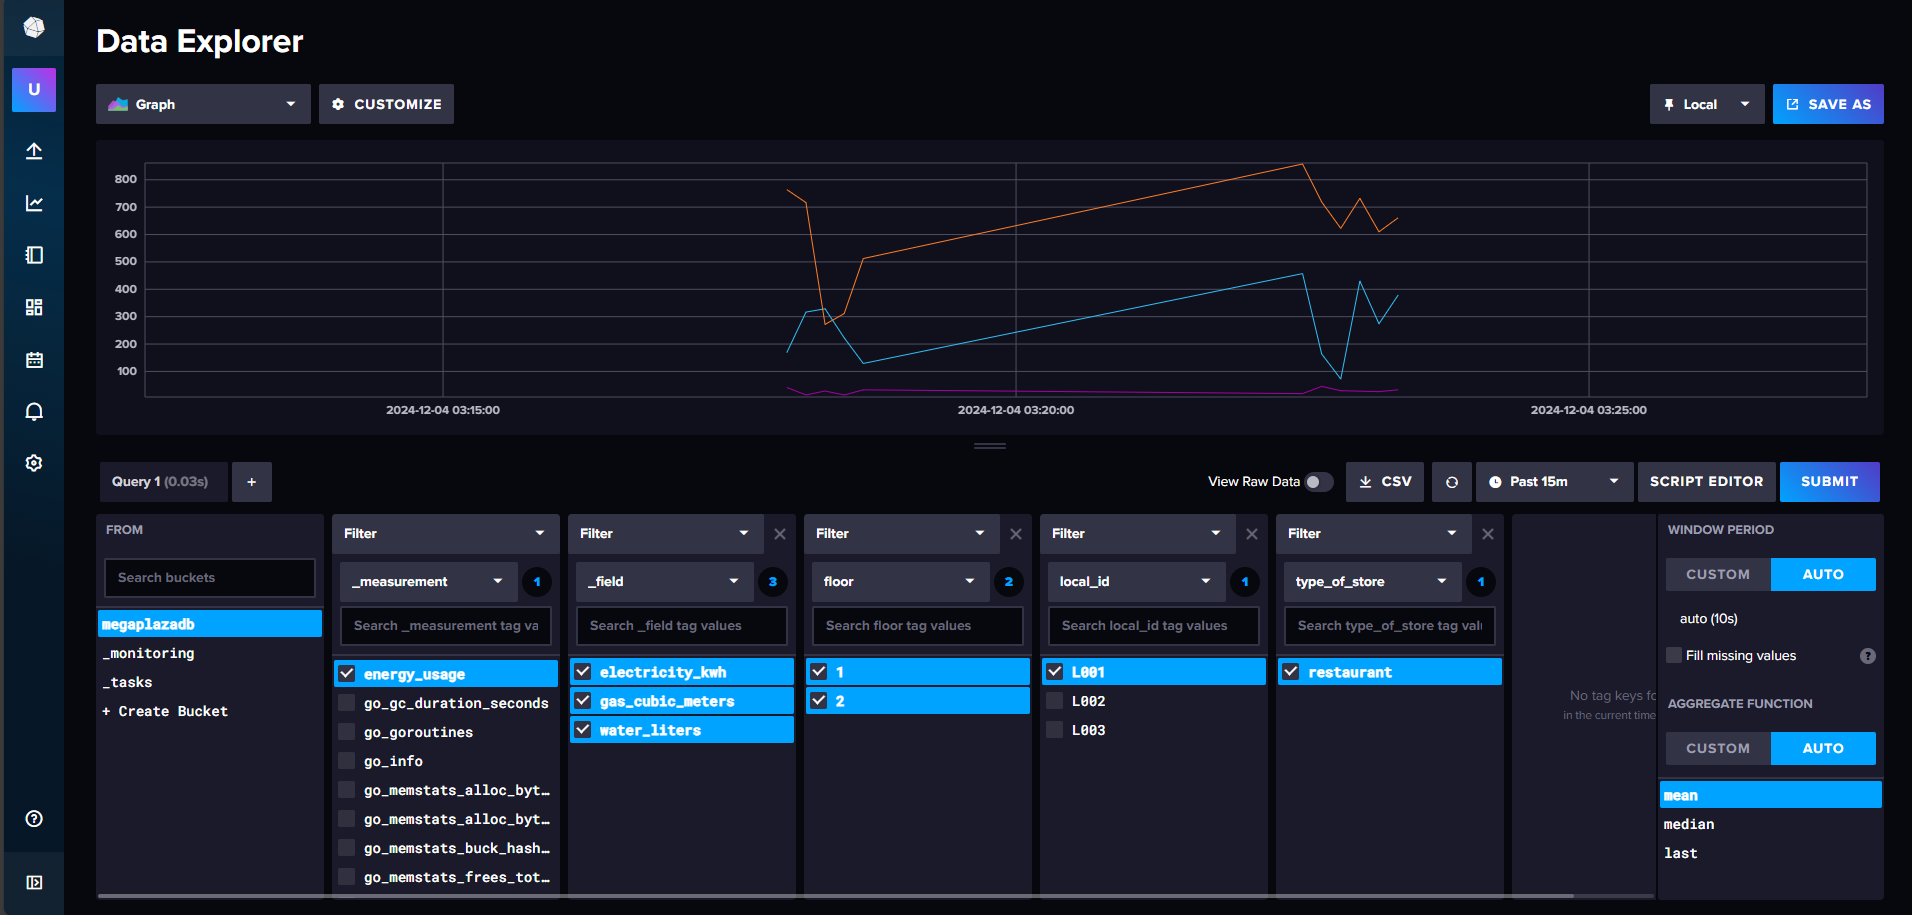 Data Explorer
U
Graph
CUSTOMIZE
Local
SAVE AS
800
700
600
500
400
300
200
100
2024-12-04 03:15:00
2024-12-04 03:20:00
2024-12-04 03:25:00
Query 1 (0.03s)
+
View Raw Data
CSV
Past 15m
SCRIPT EDITOR
SUBMIT
FROM
Search buckets
megaplazadb
_monitoring
_tasks
+ Create Bucket
Filter
_measurement
1
Search _measurement tag va
energy_usage
go_gc_duration_seconds
go_goroutines
go_info
go_memstats_alloc_byt…
go_memstats_alloc_byt…
go_memstats_buck_hash…
go_memstats_frees_tot…
Filter
_field
3
Search _field tag values
electricity_kwh
gas_cubic_meters
water_liters
Filter
floor
2
Search floor tag values
1
2
Filter
local_id
1
Search local_id tag values
L001
L002
L003
Filter
type_of_store
1
Search type_of_store tag valu
restaurant
No tag keys fo
in the current time
WINDOW PERIOD
CUSTOM
AUTO
auto (10s)
Fill missing values
?
AGGREGATE FUNCTION
CUSTOM
AUTO
mean
median
last